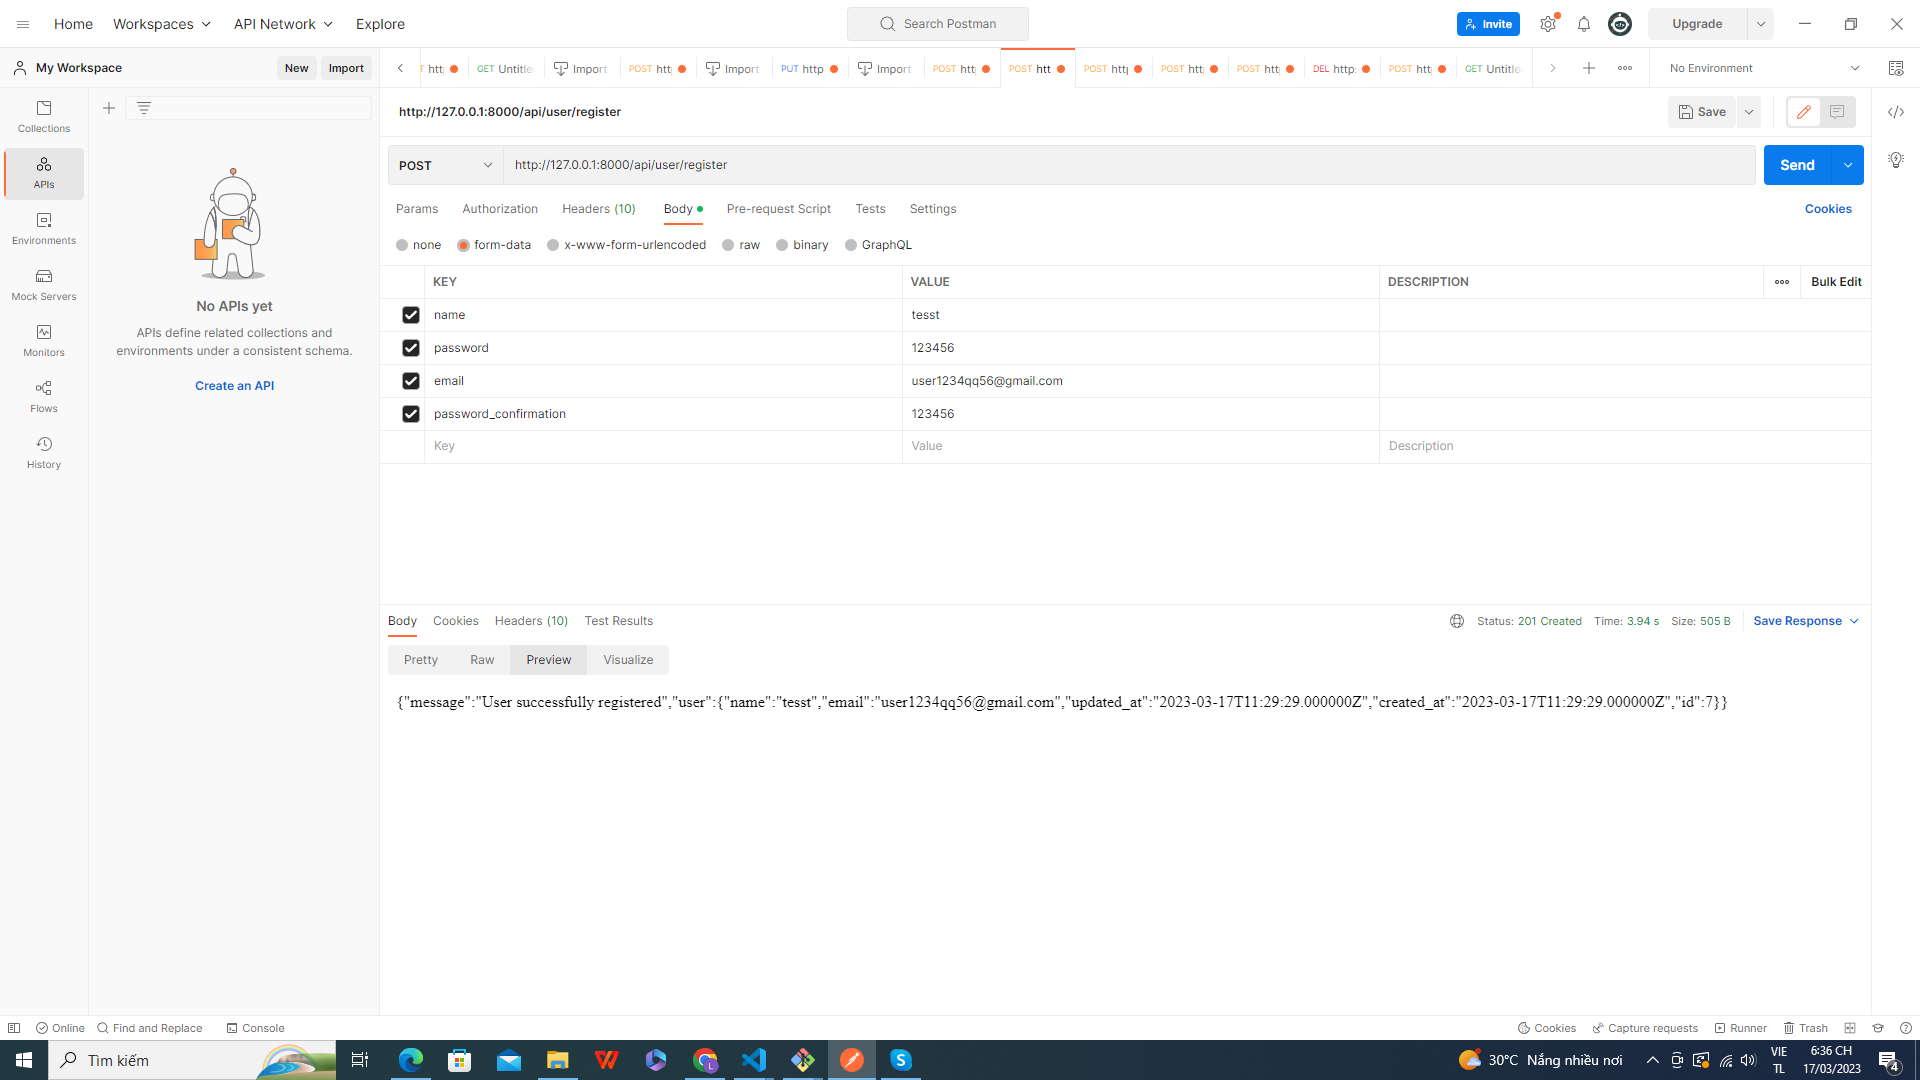 Home Workspaces API Network Explore Search Postman Invite Upgrade
My Workspace New Import
htt GET Untitle Import POST htt Import PUT http Import POST htt POST htt POST htt POST htt POST htt DEL http: POST htt GET Untitle No Environment
http://127.0.0.1:8000/api/user/register Save
POST http://127.0.0.1:8000/api/user/register Send
Params Authorization Headers (10) Body Pre-request Script Tests Settings Cookies
none form-data x-www-form-urlencoded raw binary GraphQL
KEY VALUE DESCRIPTION Bulk Edit
name tesst
password 123456
email user1234qq56@gmail.com
password_confirmation 123456
Key Value Description
Collections
APIs
Environments
Mock Servers
Monitors
Flows
History
No APIs yet
APIs define related collections and
environments under a consistent schema.
Create an API
Body Cookies Headers (10) Test Results Status: 201 Created Time: 3.94 s Size: 505 B Save Response
Pretty Raw Preview Visualize
{"message":"User successfully registered","user":{"name":"tesst","email":"user1234qq56@gmail.com","updated_at":"2023-03-17T11:29:29.000000Z","created_at":"2023-03-17T11:29:29.000000Z","id":7}}
Online Find and Replace Console Cookies Capture requests Runner Trash
Tìm kiếm 30°C Nắng nhiều nơi VIE 6:36 CH
TL 17/03/2023 4